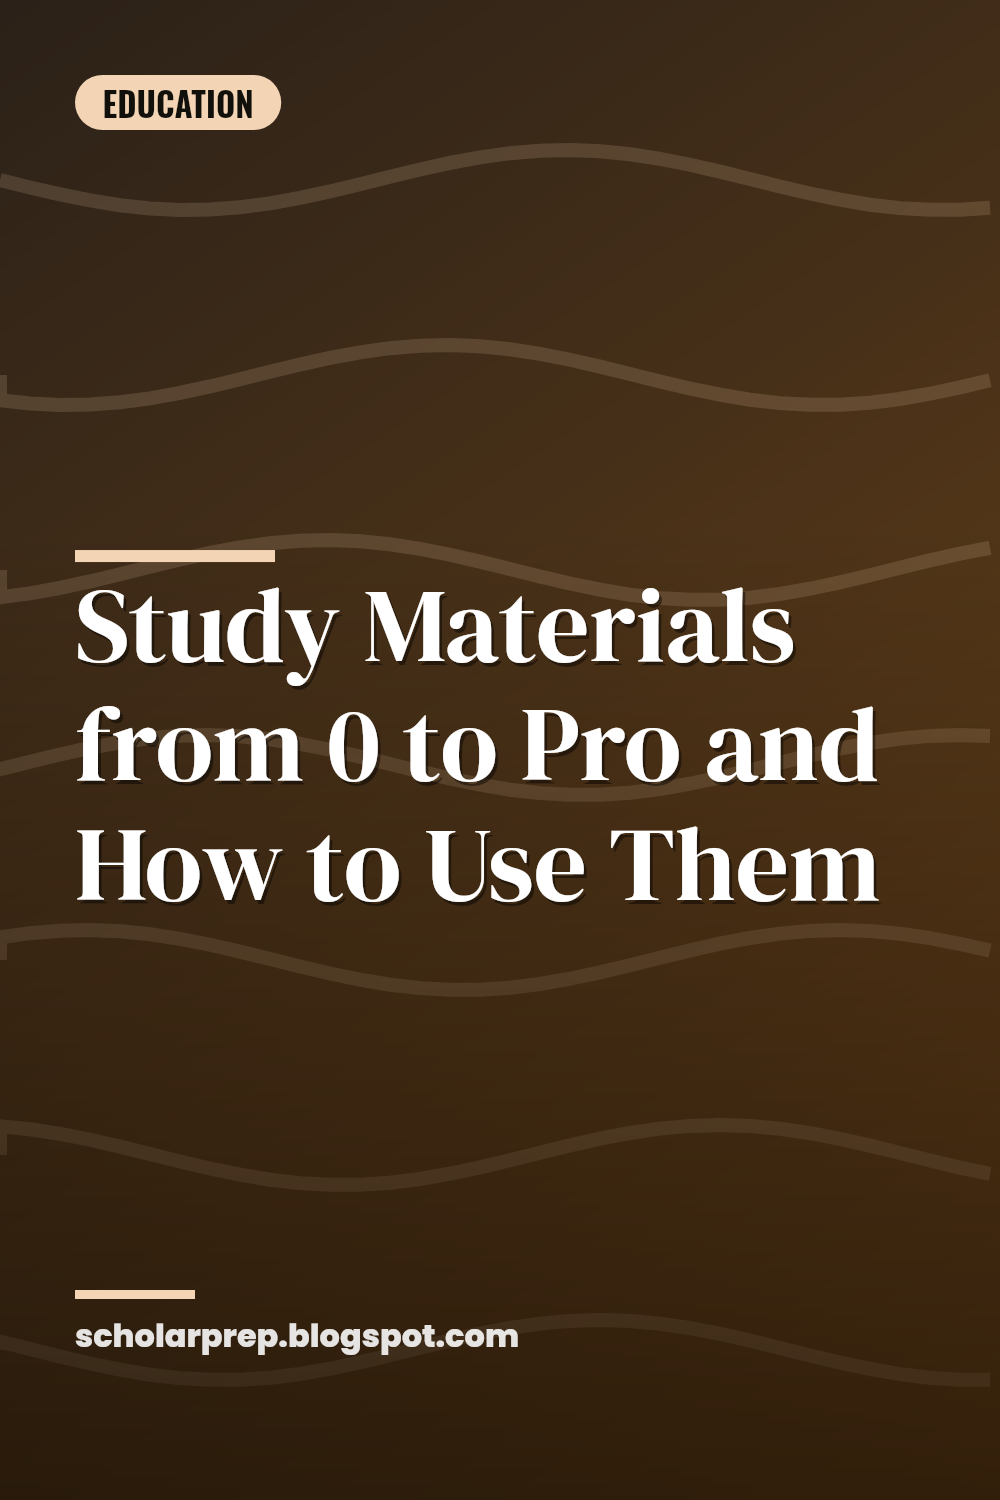 EDUCATION
Study Materials
from 0 to Pro and
How to Use Them
scholarprep.blogspot.com